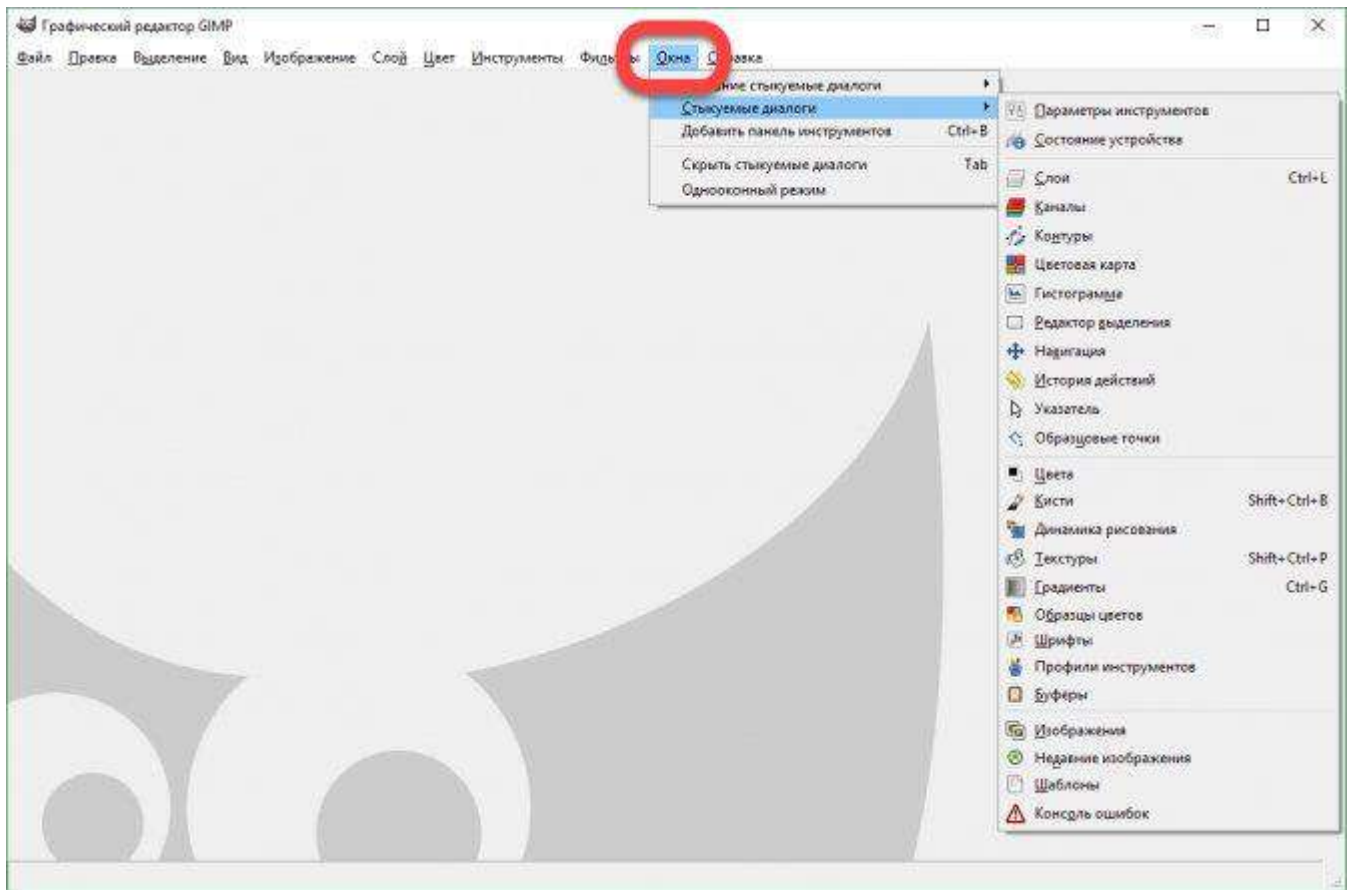 Графический редактор GIMP
Файл Правка Выделение Вид Изображение Слой Цвет Инструменты Фильтры Окна Справка
стыкуемые диалоги
Стыкуемые диалоги
Добавить панель инструментов Ctrl+B
Скрыть стыкуемые диалоги Tab
Однооконный режим
Параметры инструментов
Состояние устройства
Слои Ctrl+L
Каналы
Контуры
Цветовая карта
Гистограмма
Редактор выделения
Навигация
История действий
Указатель
Образцовые точки
Цвета
Кисти Shift+Ctrl+B
Динамика рисования
Текстуры Shift+Ctrl+P
Градиенты Ctrl+G
Образцы цветов
Шрифты
Профили инструментов
Буферы
Изображения
Недавние изображения
Шаблоны
Консоль ошибок